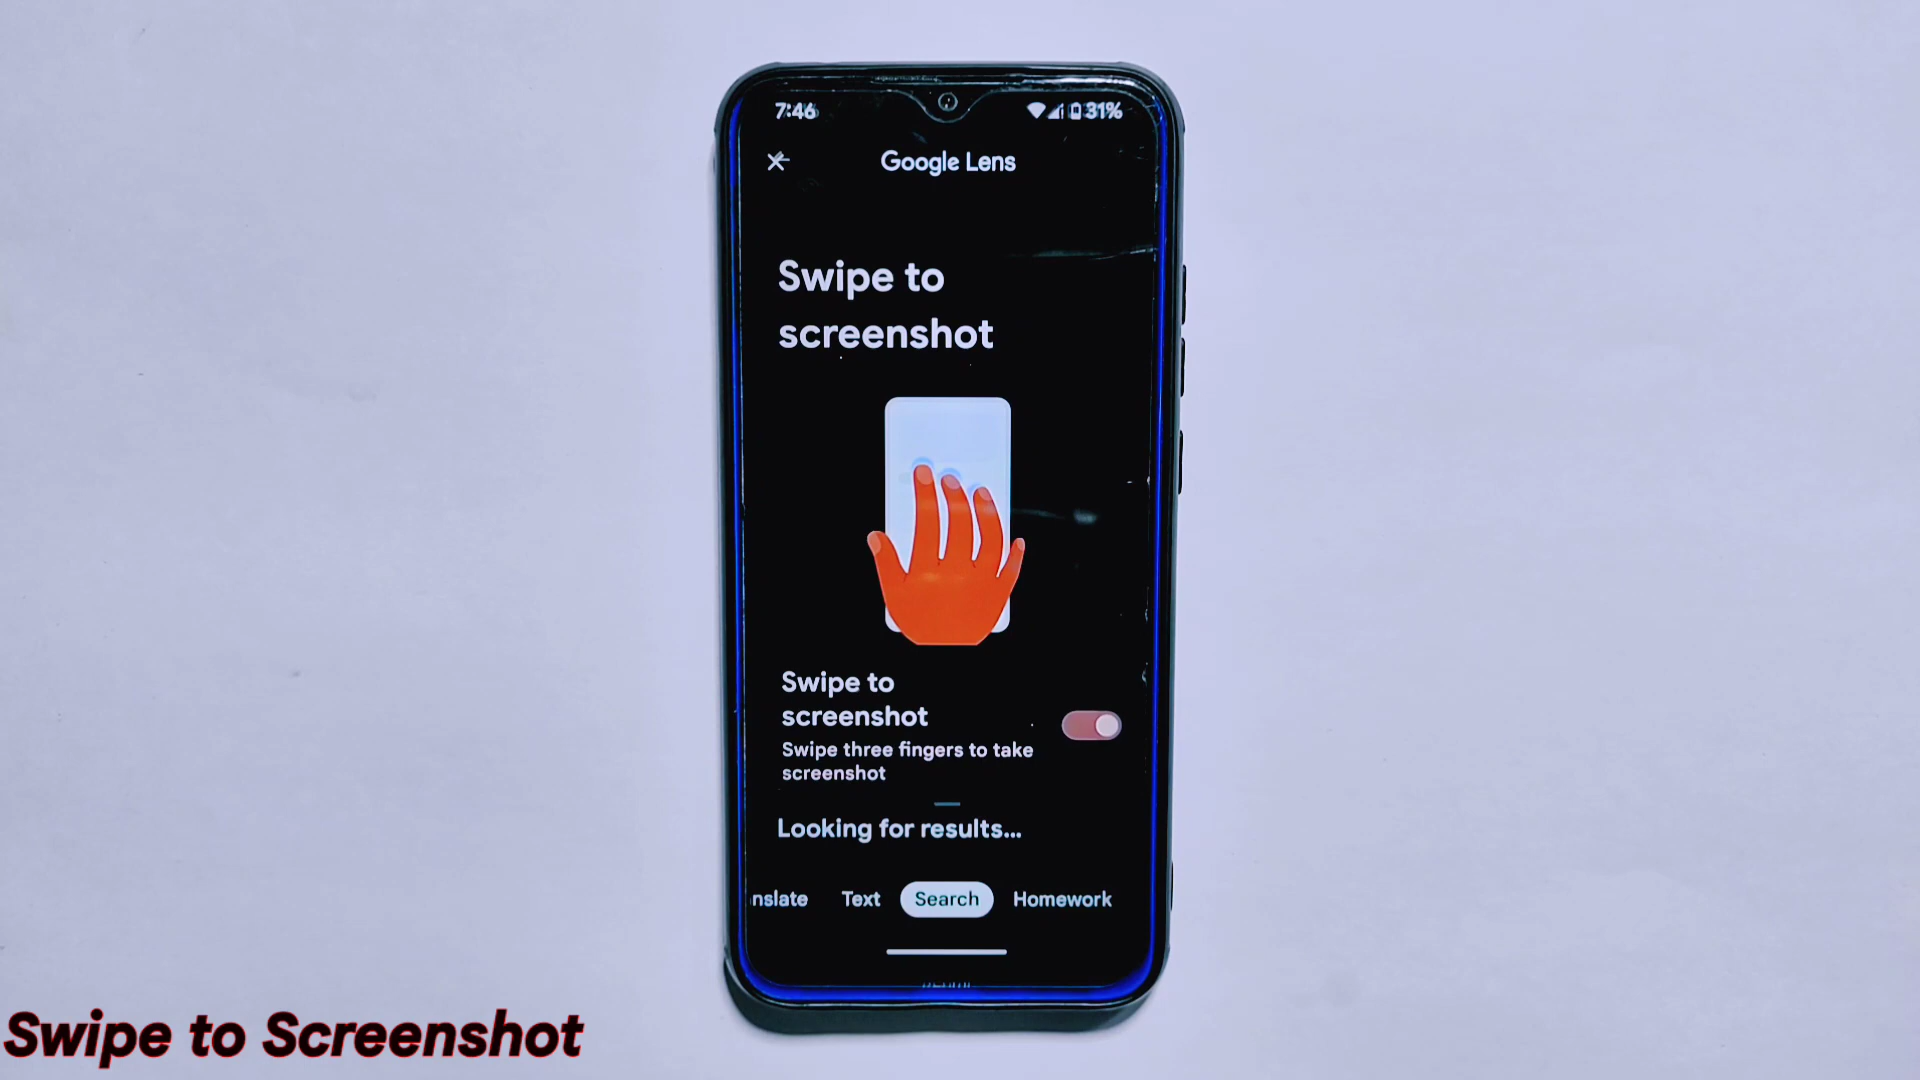 7:46
31%
Google Lens
Swipe to
screenshot
Swipe to
screenshot
Swipe three fingers to take
screenshot
Looking for results...
nslate Text Search Homework
Swipe to Screenshot